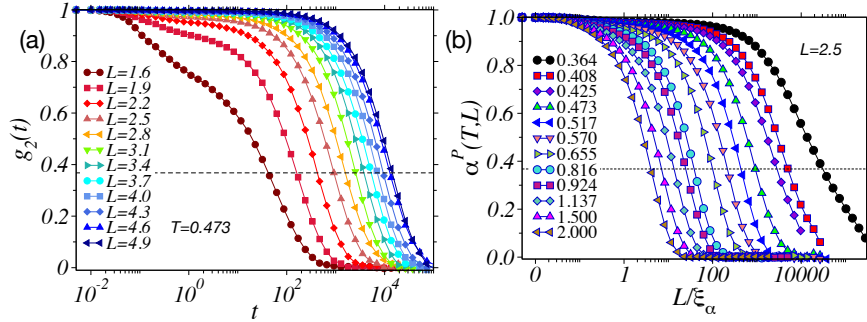 (a)
1
0.8
0.6
0.4
0.2
0
g₂(t)
L=1.6
L=1.9
L=2.2
L=2.5
L=2.8
L=3.1
L=3.4
L=3.7
L=4.0
L=4.3
L=4.6
L=4.9
T=0.473
10⁻² 10⁰ 10² 10⁴
t
(b)
1.0
0.8
0.6
0.4
0.2
0.0
α^P(T,L)
L=2.5
0.364
0.408
0.425
0.473
0.517
0.570
0.655
0.816
0.924
1.137
1.500
2.000
0 1 100 10000
L/ξ_α